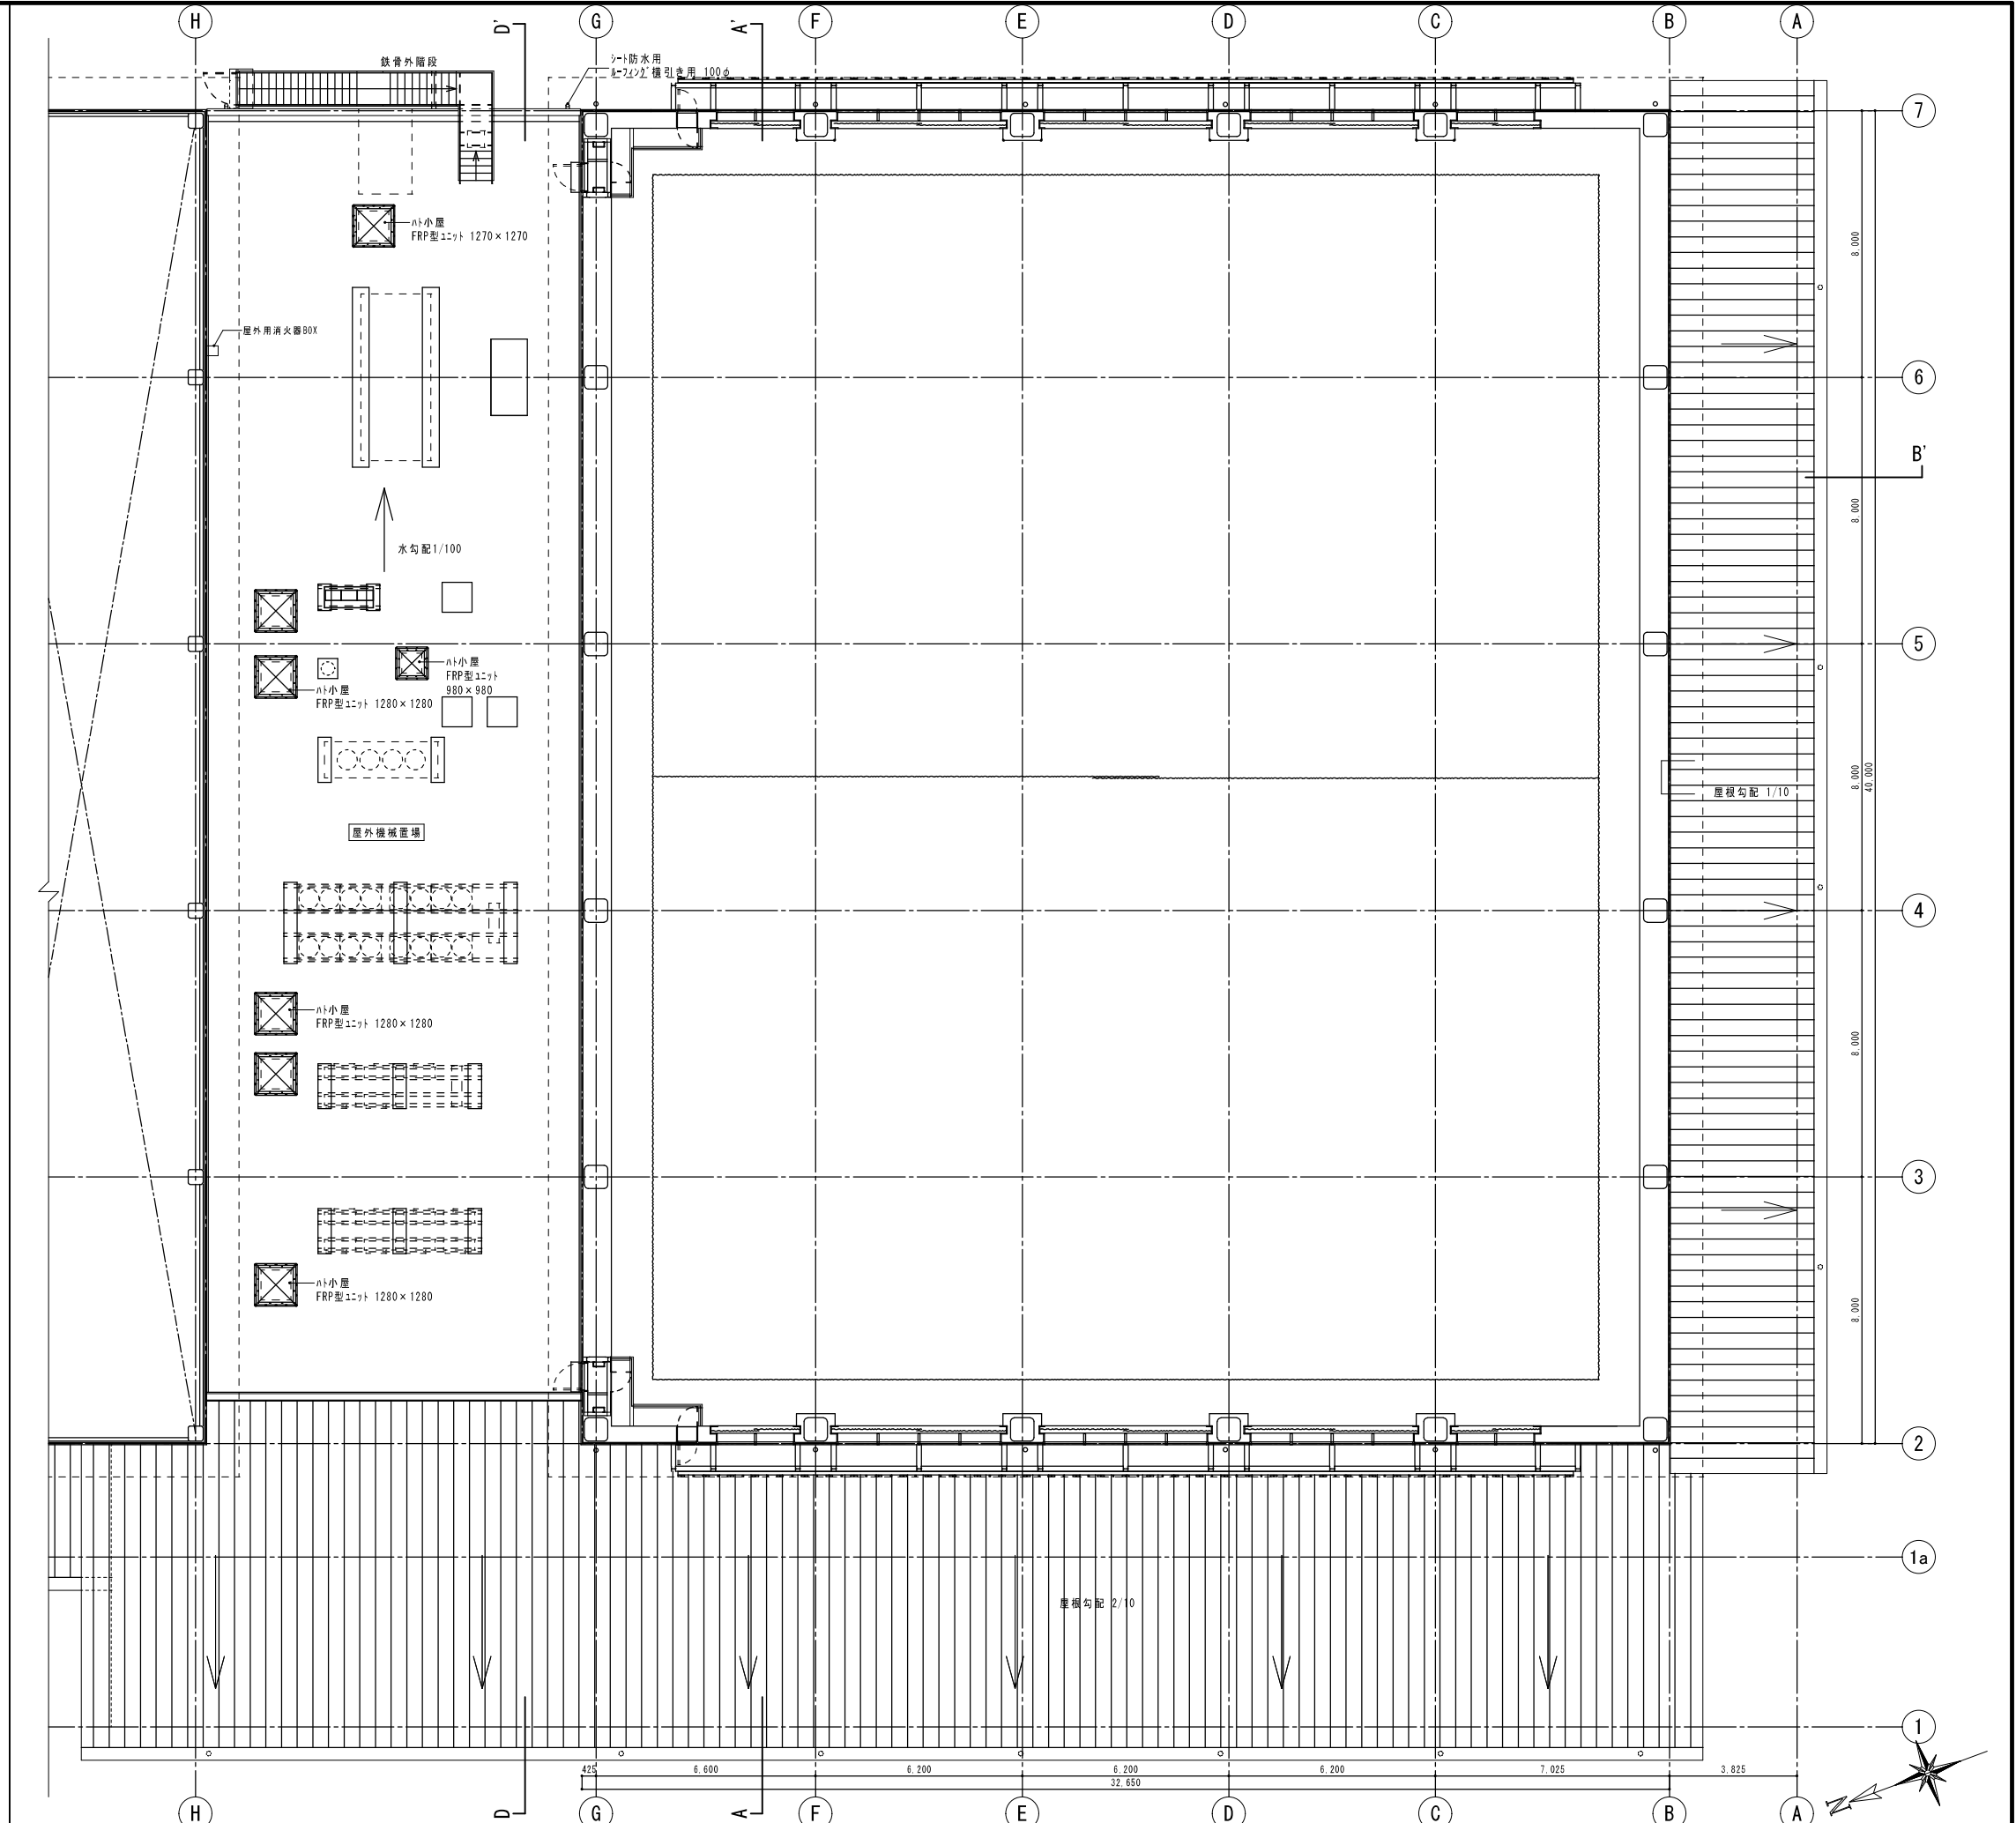 H
G
F
E
D
C
B
A
D'
A'
鉄骨外階段
シート防水用
ルーフィング横引き用 100φ
7
ハト小屋
FRP型ユニット 1270×1270
8,000
屋外用消火器BOX
6
B'
8,000
水勾配1/100
5
ハト小屋
FRP型ユニット
980×980
ハト小屋
FRP型ユニット 1280×1280
8,000
40,000
屋根勾配 1/10
屋外機械置場
4
ハト小屋
FRP型ユニット 1280×1280
8,000
3
ハト小屋
FRP型ユニット 1280×1280
8,000
2
1a
屋根勾配 2/10
1
425
6,600
6,200
6,200
6,200
7,025
3,825
32,650
N
D
A
H
G
F
E
D
C
B
A